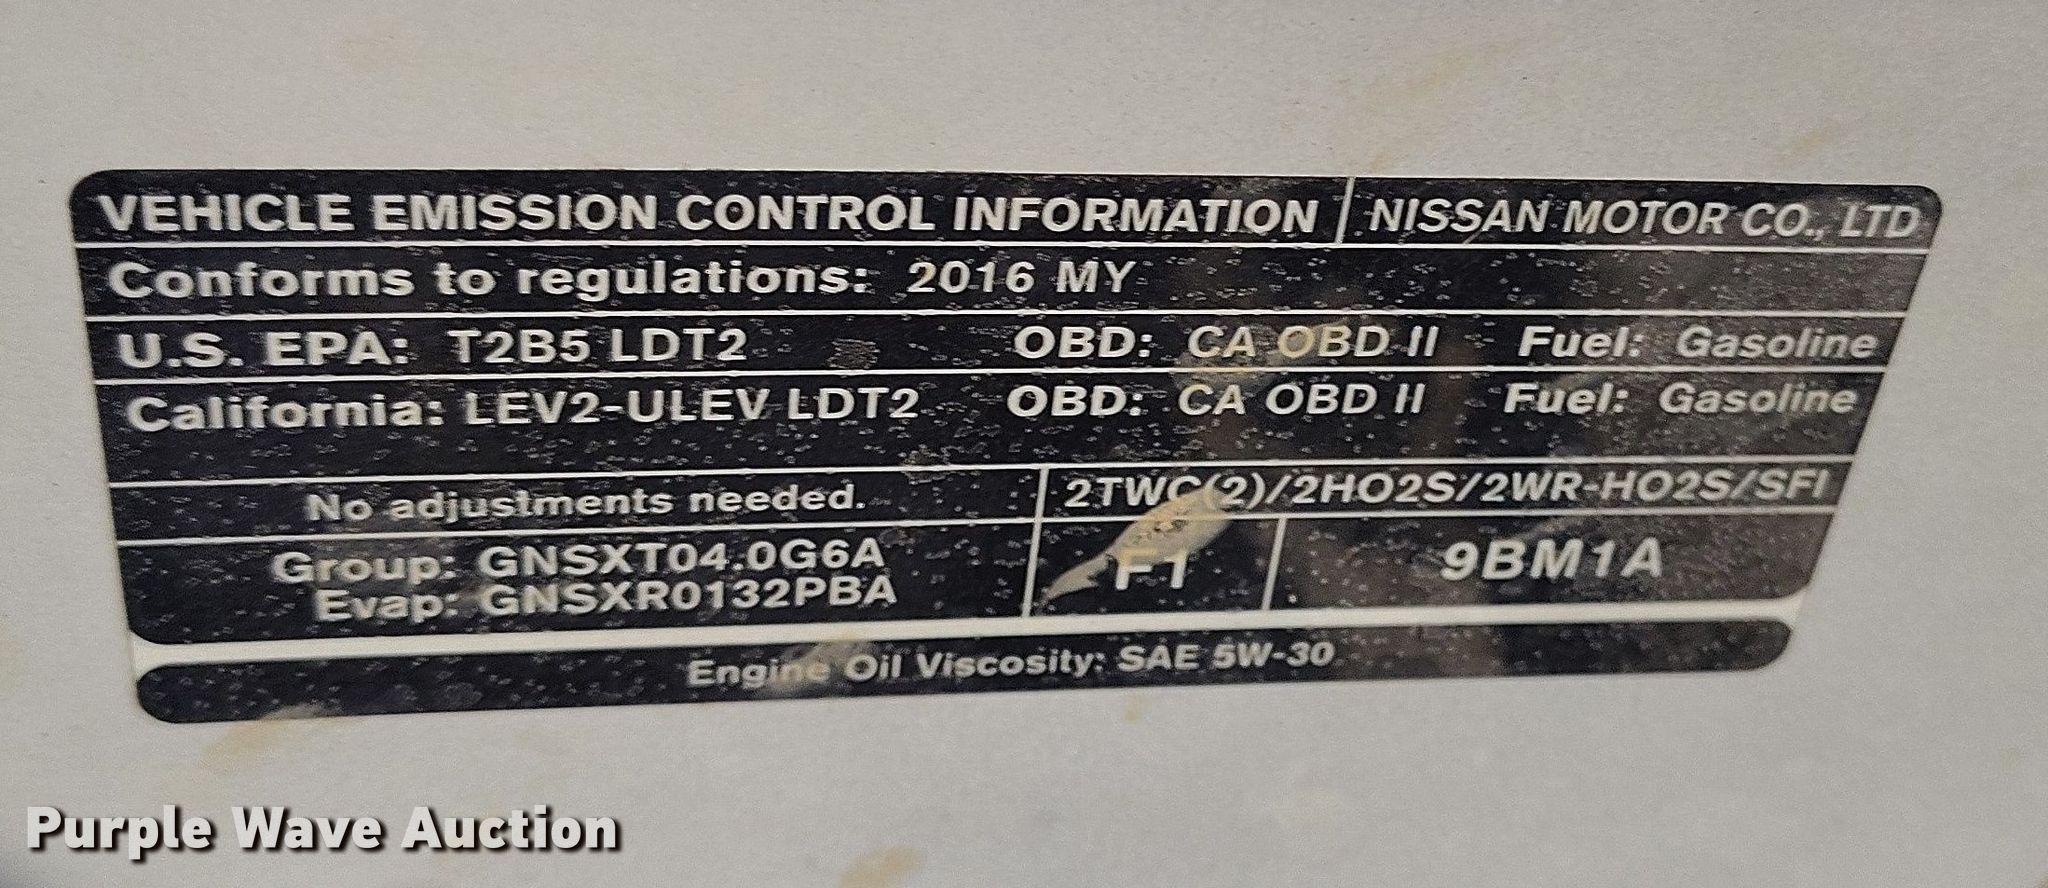 VEHICLE EMISSION CONTROL INFORMATION NISSAN MOTOR CO., LTD
Conforms to regulations: 2016 MY
U.S. EPA: T2B5 LDT2 OBD: CA OBD II Fuel: Gasoline
California: LEV2-ULEV LDT2 OBD: CA OBD II Fuel: Gasoline
No adjustments needed. 2TWC(2)/2HO2S/2WR-HO2S/SFI
Group: GNSXT04.0G6A
Evap: GNSXR0132PBA
F1 9BM1A
Engine Oil Viscosity: SAE 5W-30
Purple Wave Auction